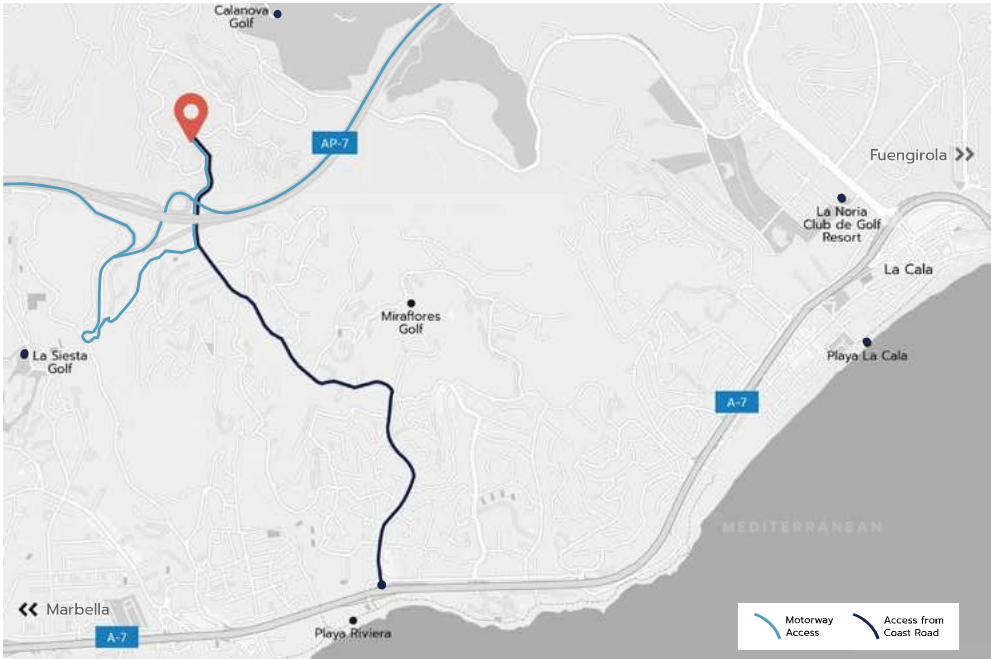 Calanova
Golf
AP-7
Fuengirola >>
La Noria
Club de Golf
Resort
La Cala
Miraflores
Golf
La Siesta
Golf
Playa La Cala
A-7
MEDITERRANEAN
<< Marbella
Playa Riviera
A-7
Motorway
Access
Access from
Coast Road